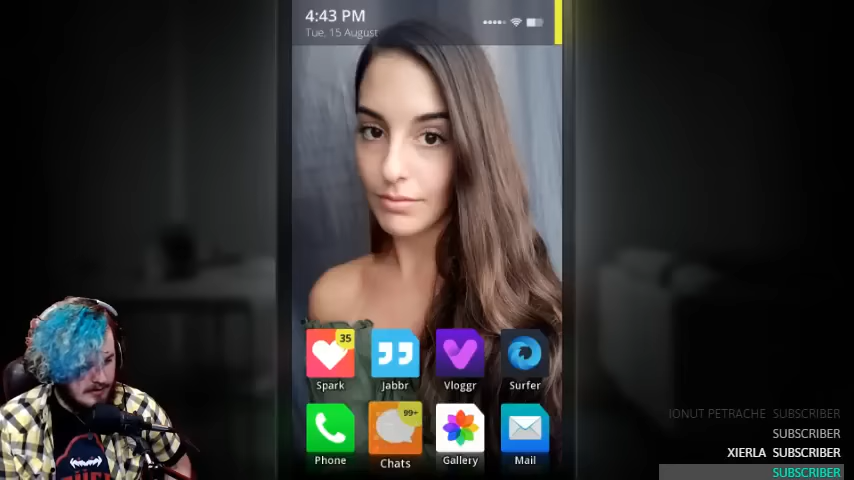 4:43 PM
Tue, 15 August
35
Spark
Jabbr
Vloggr
Surfer
99+
Phone
Chats
Gallery
Mail
IONUT PETRACHE SUBSCRIBER
SUBSCRIBER
XIERLA SUBSCRIBER
SUBSCRIBER